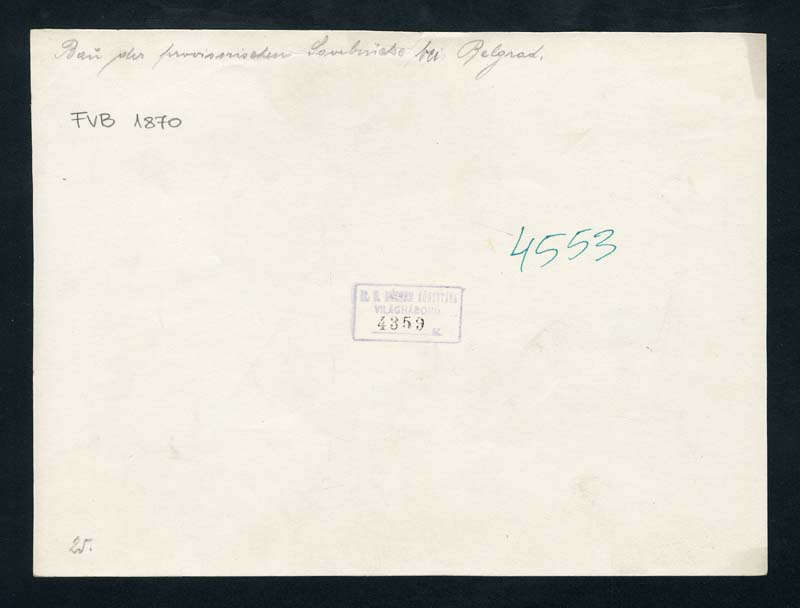 Bau der provisorischen Savebrücke bei Belgrad.
FVB 1870
4553
VILÁGHÁBORÚ
4359
25.